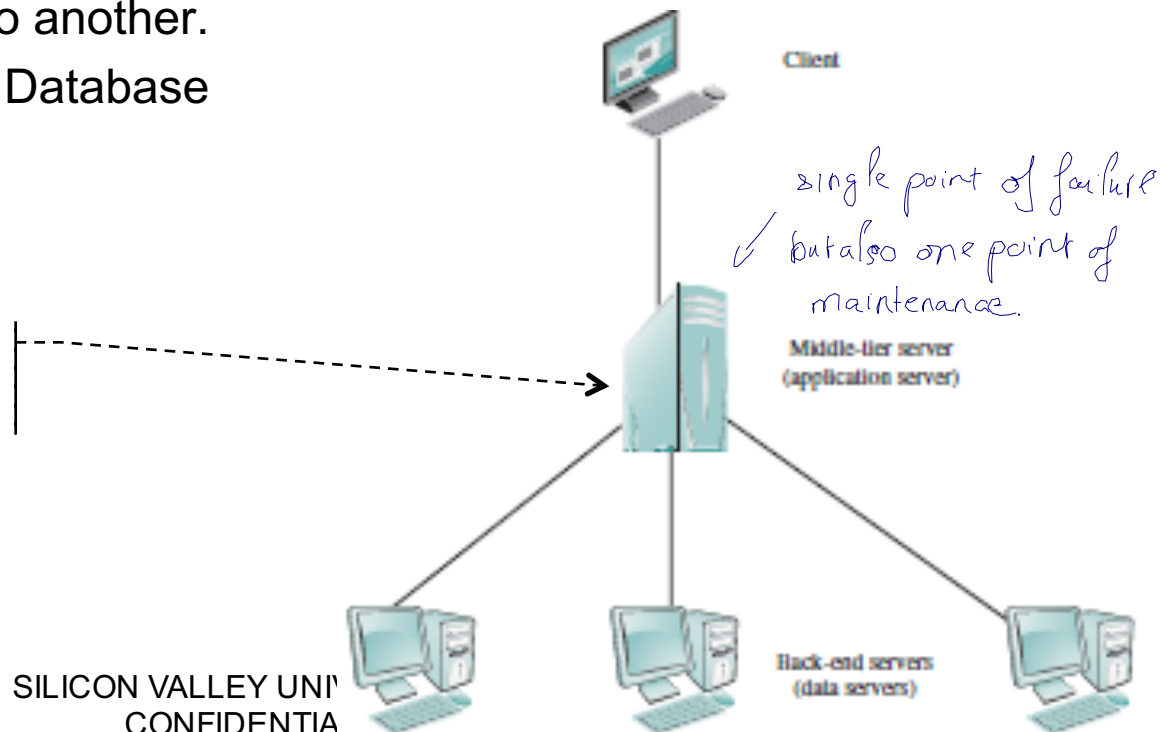 o another.
Database
Client
single point of failure
but also one point of
maintenance.
Middle-tier server
(application server)
Back-end servers
(data servers)
SILICON VALLEY UNI
CONFIDENTIA